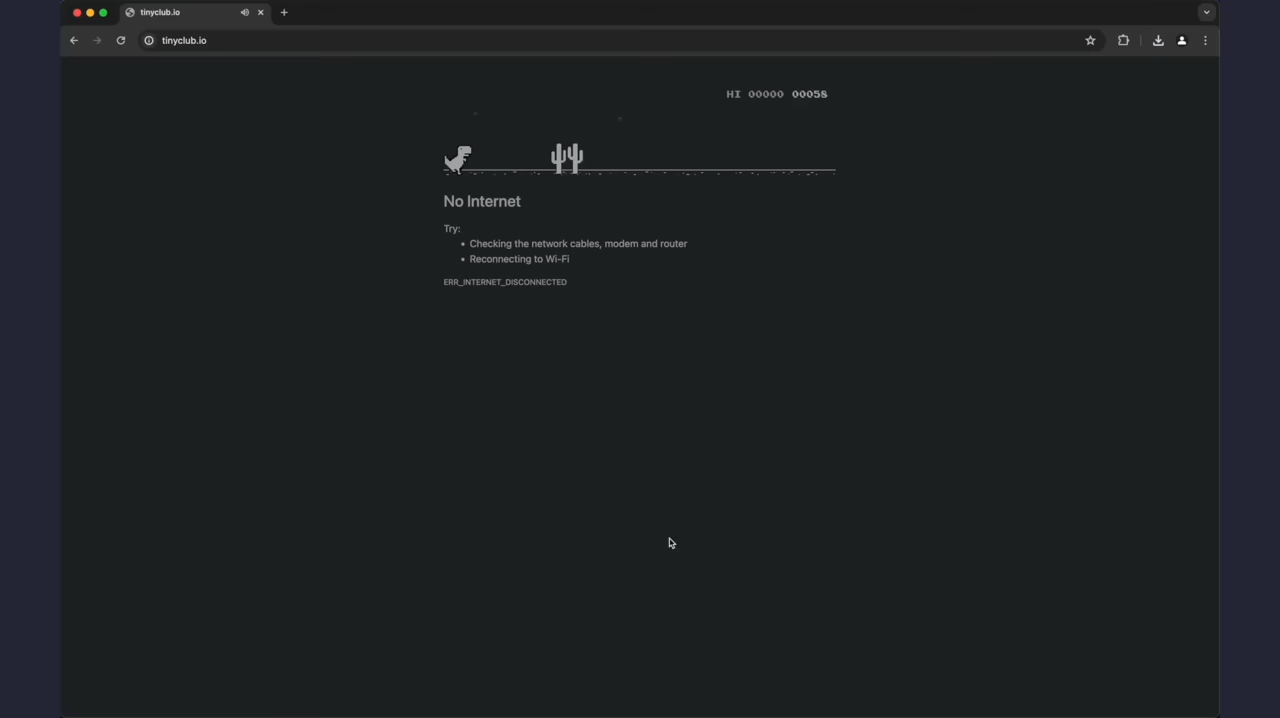 tinyclub.io
tinyclub.io
HI 00000 00058
No Internet
Try:
• Checking the network cables, modem and router
• Reconnecting to Wi-Fi
ERR_INTERNET_DISCONNECTED